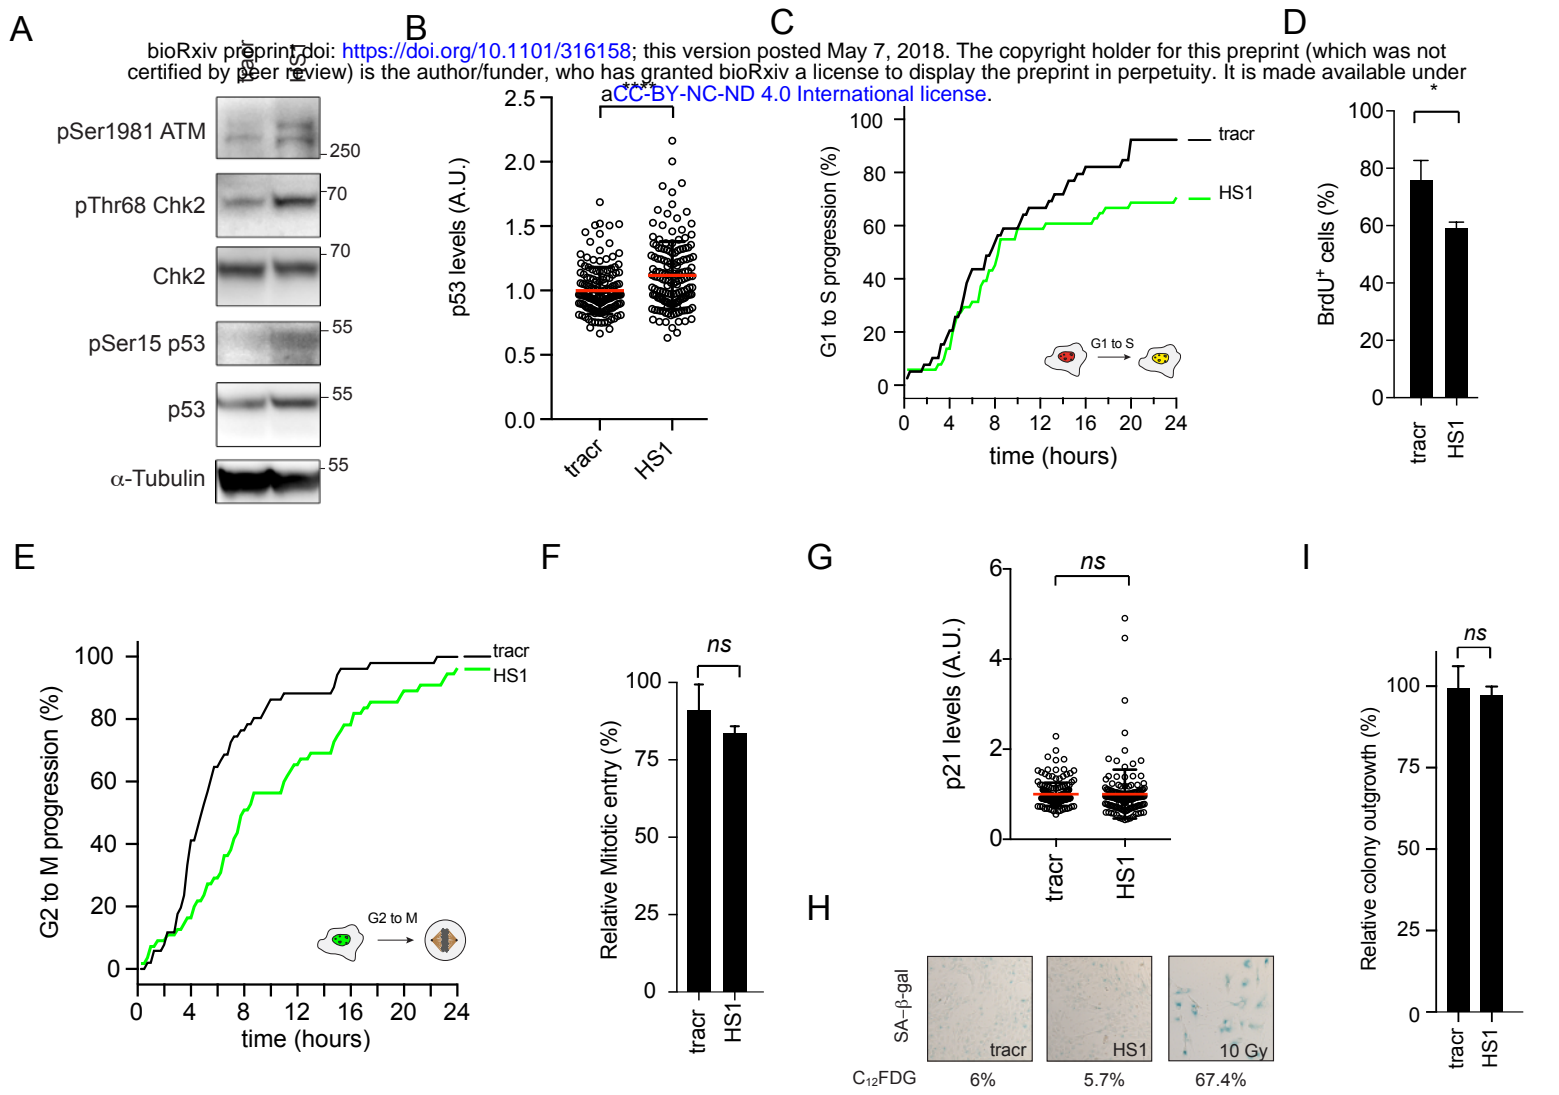 A
B
C
D
bioRxiv preprint doi: https://doi.org/10.1101/316158; this version posted May 7, 2018. The copyright holder for this preprint (which was not
certified by peer review) is the author/funder, who has granted bioRxiv a license to display the preprint in perpetuity. It is made available under
aCC-BY-NC-ND 4.0 International license.
tracr
HS1
pSer1981 ATM
250
pThr68 Chk2
70
Chk2
70
pSer15 p53
55
p53
55
α-Tubulin
55
****
p53 levels (A.U.)
2.5
2.0
1.5
1.0
0.5
0.0
tracr
HS1
G1 to S progression (%)
100
80
60
40
20
0
tracr
HS1
G1 to S
0 4 8 12 16 20 24
time (hours)
*
BrdU+ cells (%)
100
80
60
40
20
0
tracr
HS1
E
F
G
I
G2 to M progression (%)
100
80
60
40
20
0
tracr
HS1
G2 to M
0 4 8 12 16 20 24
time (hours)
ns
Relative Mitotic entry (%)
100
75
50
25
0
tracr
HS1
ns
p21 levels (A.U.)
6
4
2
0
tracr
HS1
H
SA-β-gal
tracr
HS1
10 Gy
C12FDG 6% 5.7% 67.4%
ns
Relative colony outgrowth (%)
100
75
50
25
0
tracr
HS1